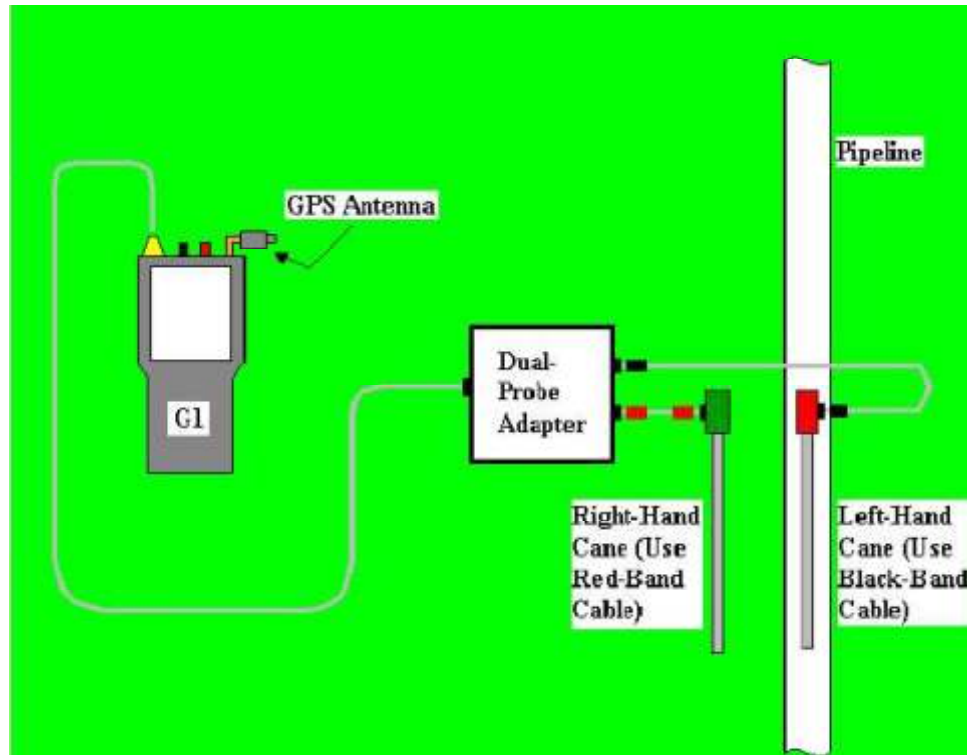 Pipeline
GPS Antenna
G1
Dual-
Probe
Adapter
Right-Hand
Cane (Use
Red-Band
Cable)
Left-Hand
Cane (Use
Black-Band
Cable)